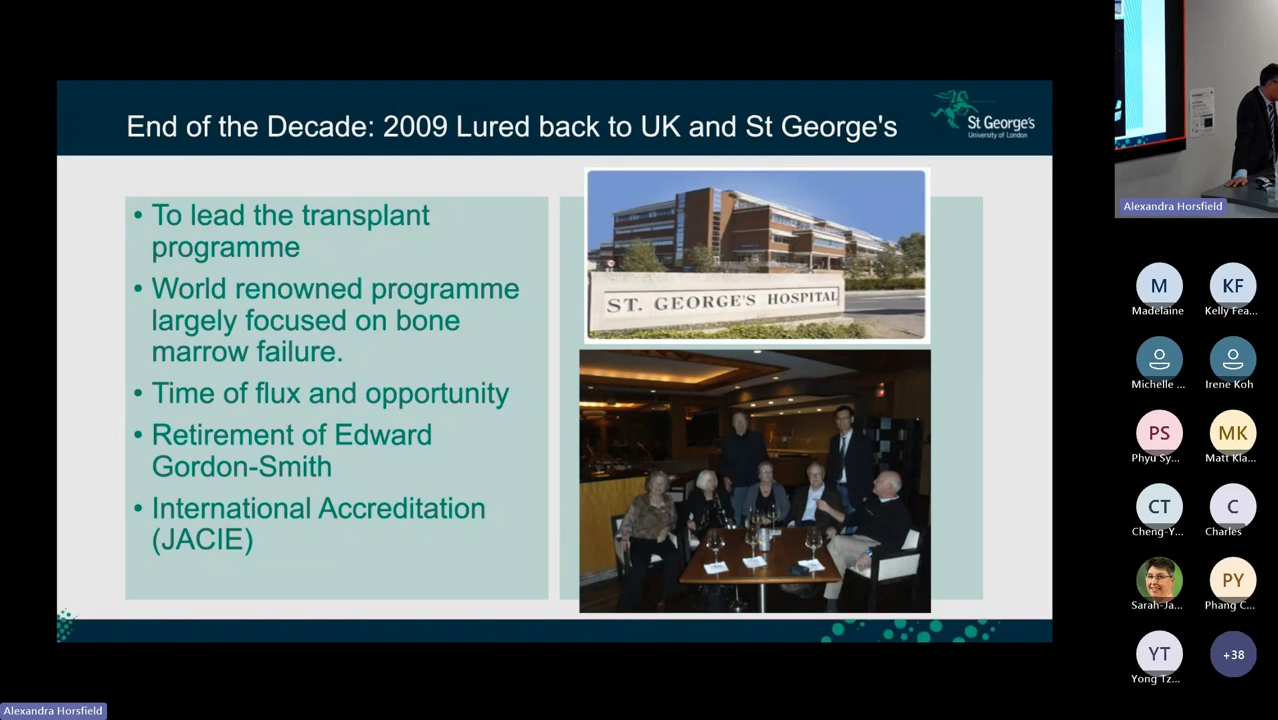 End of the Decade: 2009 Lured back to UK and St George's
St George's
University of London
• To lead the transplant
programme
• World renowned programme
largely focused on bone
marrow failure.
• Time of flux and opportunity
• Retirement of Edward
Gordon-Smith
• International Accreditation
(JACIE)
ST. GEORGE'S HOSPITAL
Alexandra Horsfield
M
KF
Madelaine
Kelly Fea...
Michelle ...
Irene Koh
PS
MK
Phyu Sy...
Matt Kla...
CT
C
Cheng-Y...
Charles
PY
Sarah-Ja...
Phang C...
YT
+38
Yong Tz...
Alexandra Horsfield